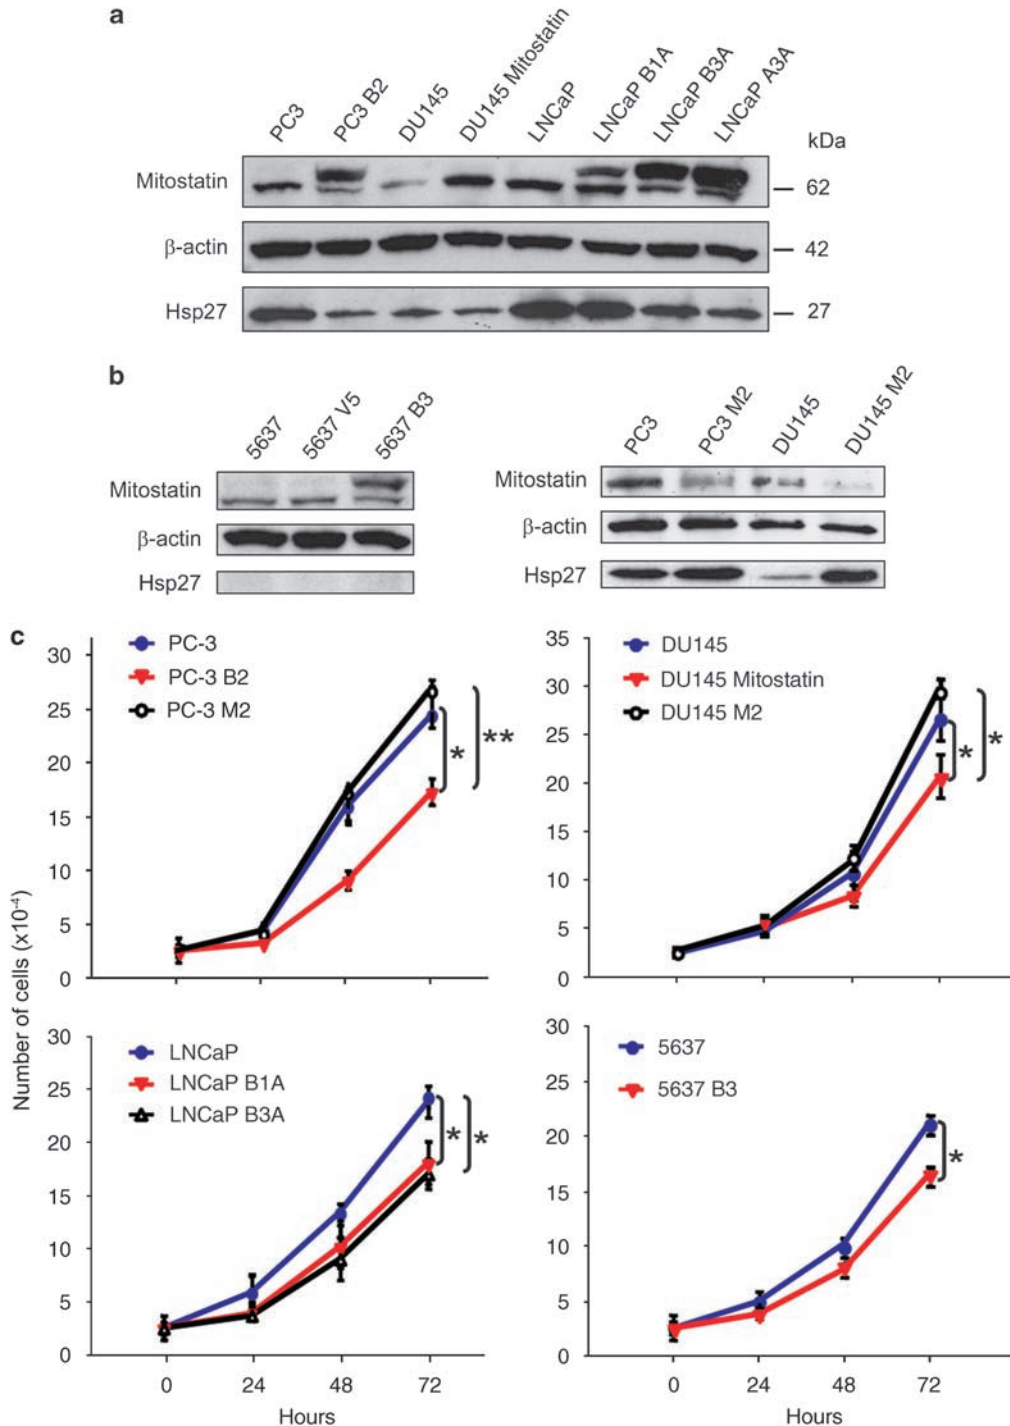 a
PC3
PC3 B2
DU145
DU145 Mitostatin
LNCaP
LNCaP B1A
LNCaP B3A
LNCaP A3A
kDa
Mitostatin
62
β-actin
42
Hsp27
27
b
5637
5637 V5
5637 B3
Mitostatin
β-actin
Hsp27
PC3
PC3 M2
DU145
DU145 M2
Mitostatin
β-actin
Hsp27
c
Number of cells (x10⁻⁴)
30
25
20
15
10
5
0
PC-3
PC-3 B2
PC-3 M2
*
**
35
30
25
20
15
10
5
0
DU145
DU145 Mitostatin
DU145 M2
*
*
30
25
20
15
10
5
0
LNCaP
LNCaP B1A
LNCaP B3A
*
*
0 24 48 72
Hours
30
25
20
15
10
5
0
5637
5637 B3
*
0 24 48 72
Hours